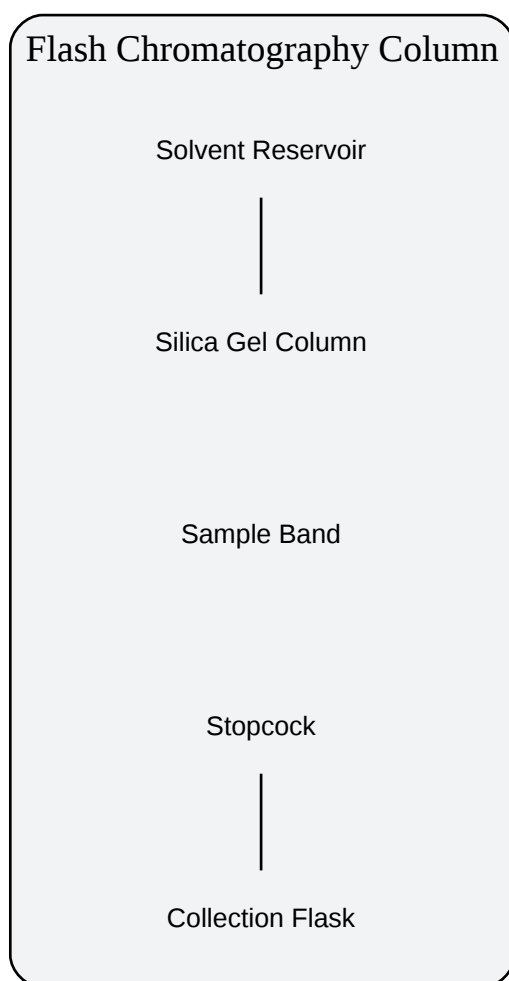 Flash Chromatography Column
Solvent Reservoir
Silica Gel Column
Sample Band
Stopcock
Collection Flask